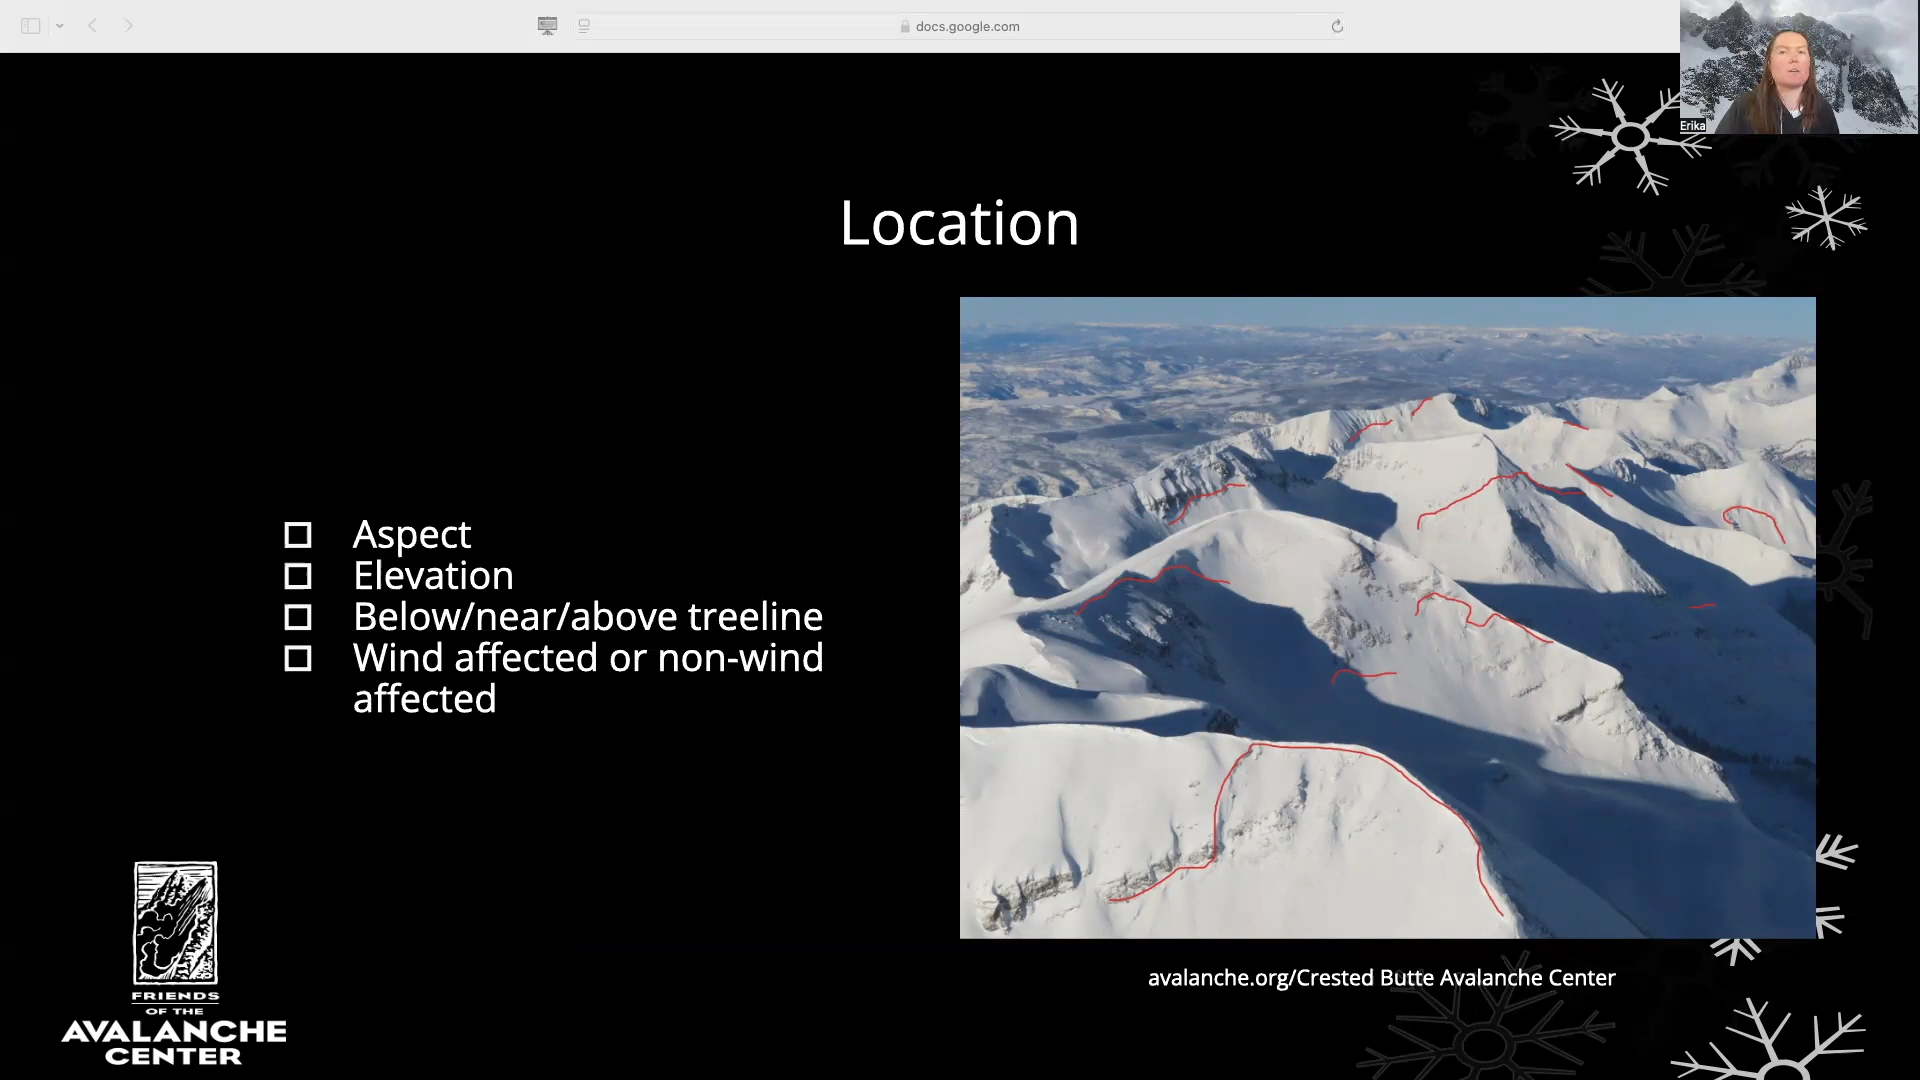 docs.google.com
Erika
Location
Aspect
Elevation
Below/near/above treeline
Wind affected or non-wind
affected
avalanche.org/Crested Butte Avalanche Center
FRIENDS
OF THE
AVALANCHE
CENTER